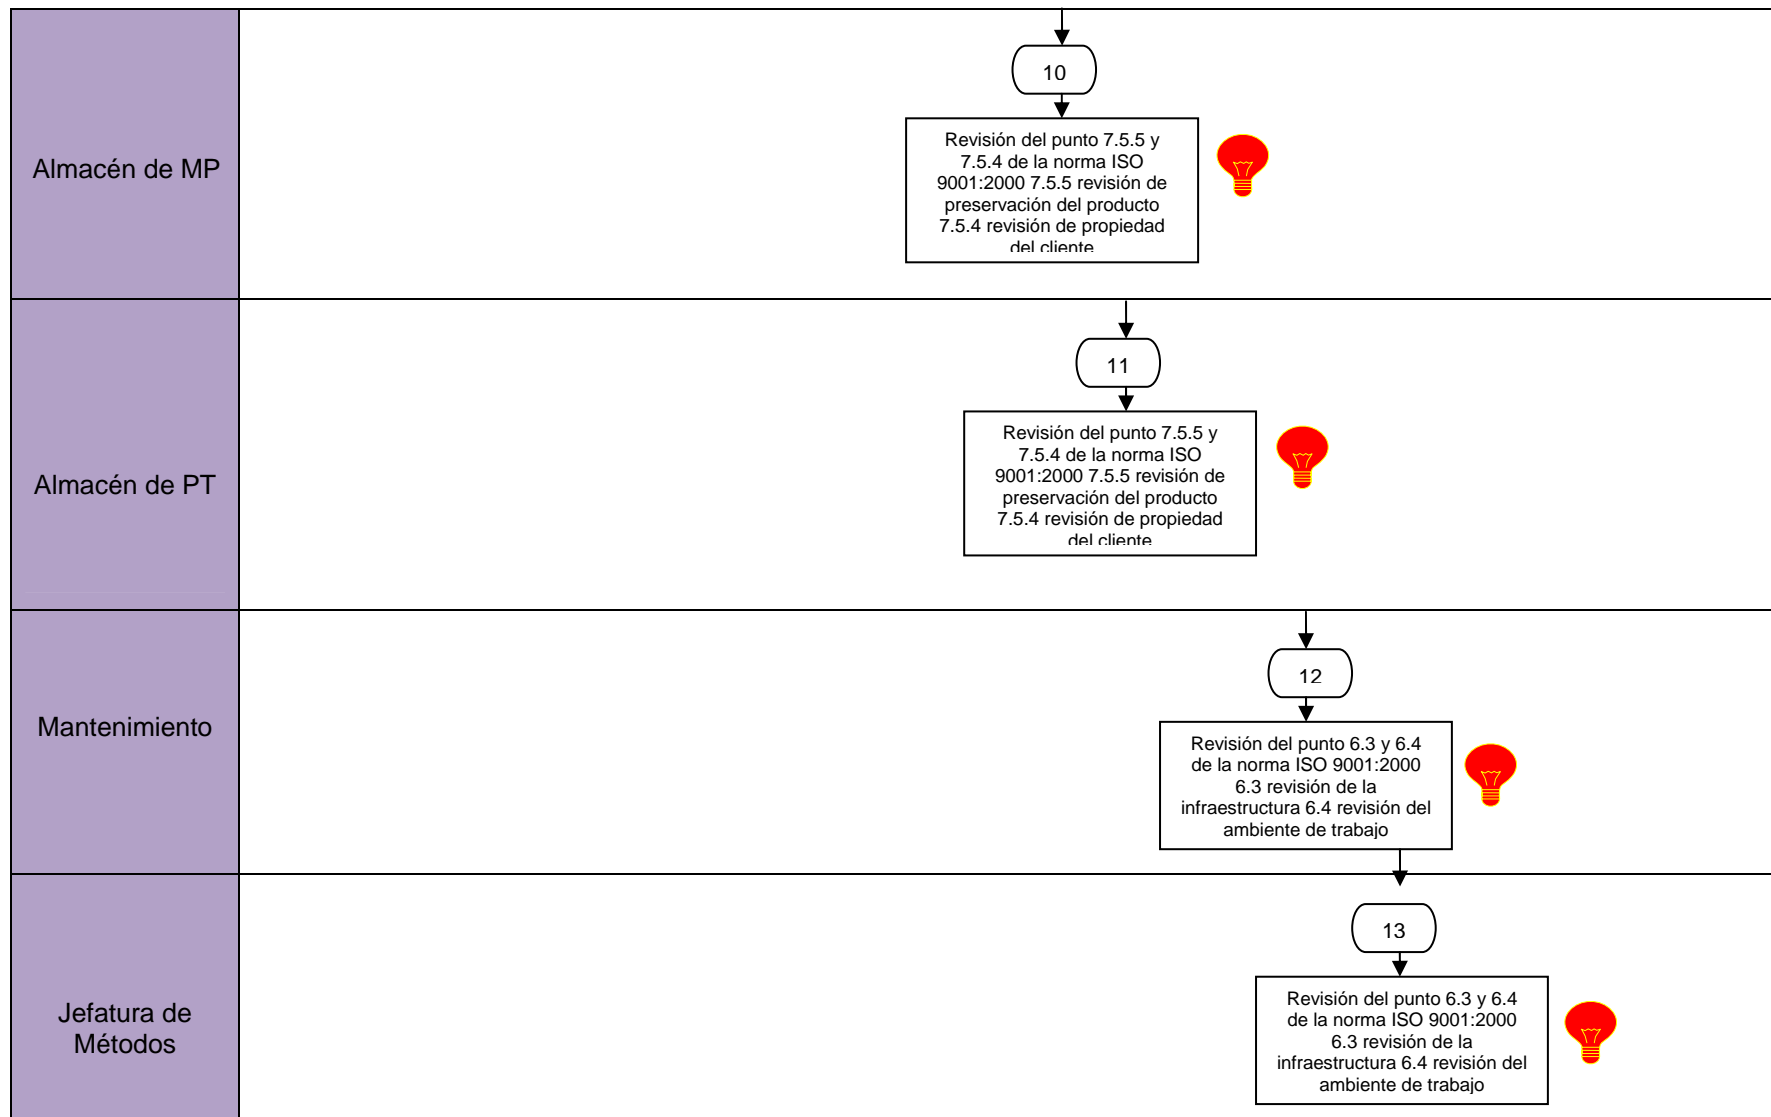 10
Almacén de MP
Revisión del punto 7.5.5 y
7.5.4 de la norma ISO
9001:2000 7.5.5 revisión de
preservación del producto
7.5.4 revisión de propiedad
del cliente
11
Almacén de PT
Revisión del punto 7.5.5 y
7.5.4 de la norma ISO
9001:2000 7.5.5 revisión de
preservación del producto
7.5.4 revisión de propiedad
del cliente
12
Mantenimiento
Revisión del punto 6.3 y 6.4
de la norma ISO 9001:2000
6.3 revisión de la
infraestructura 6.4 revisión del
ambiente de trabajo
13
Jefatura de
Métodos
Revisión del punto 6.3 y 6.4
de la norma ISO 9001:2000
6.3 revisión de la
infraestructura 6.4 revisión del
ambiente de trabajo